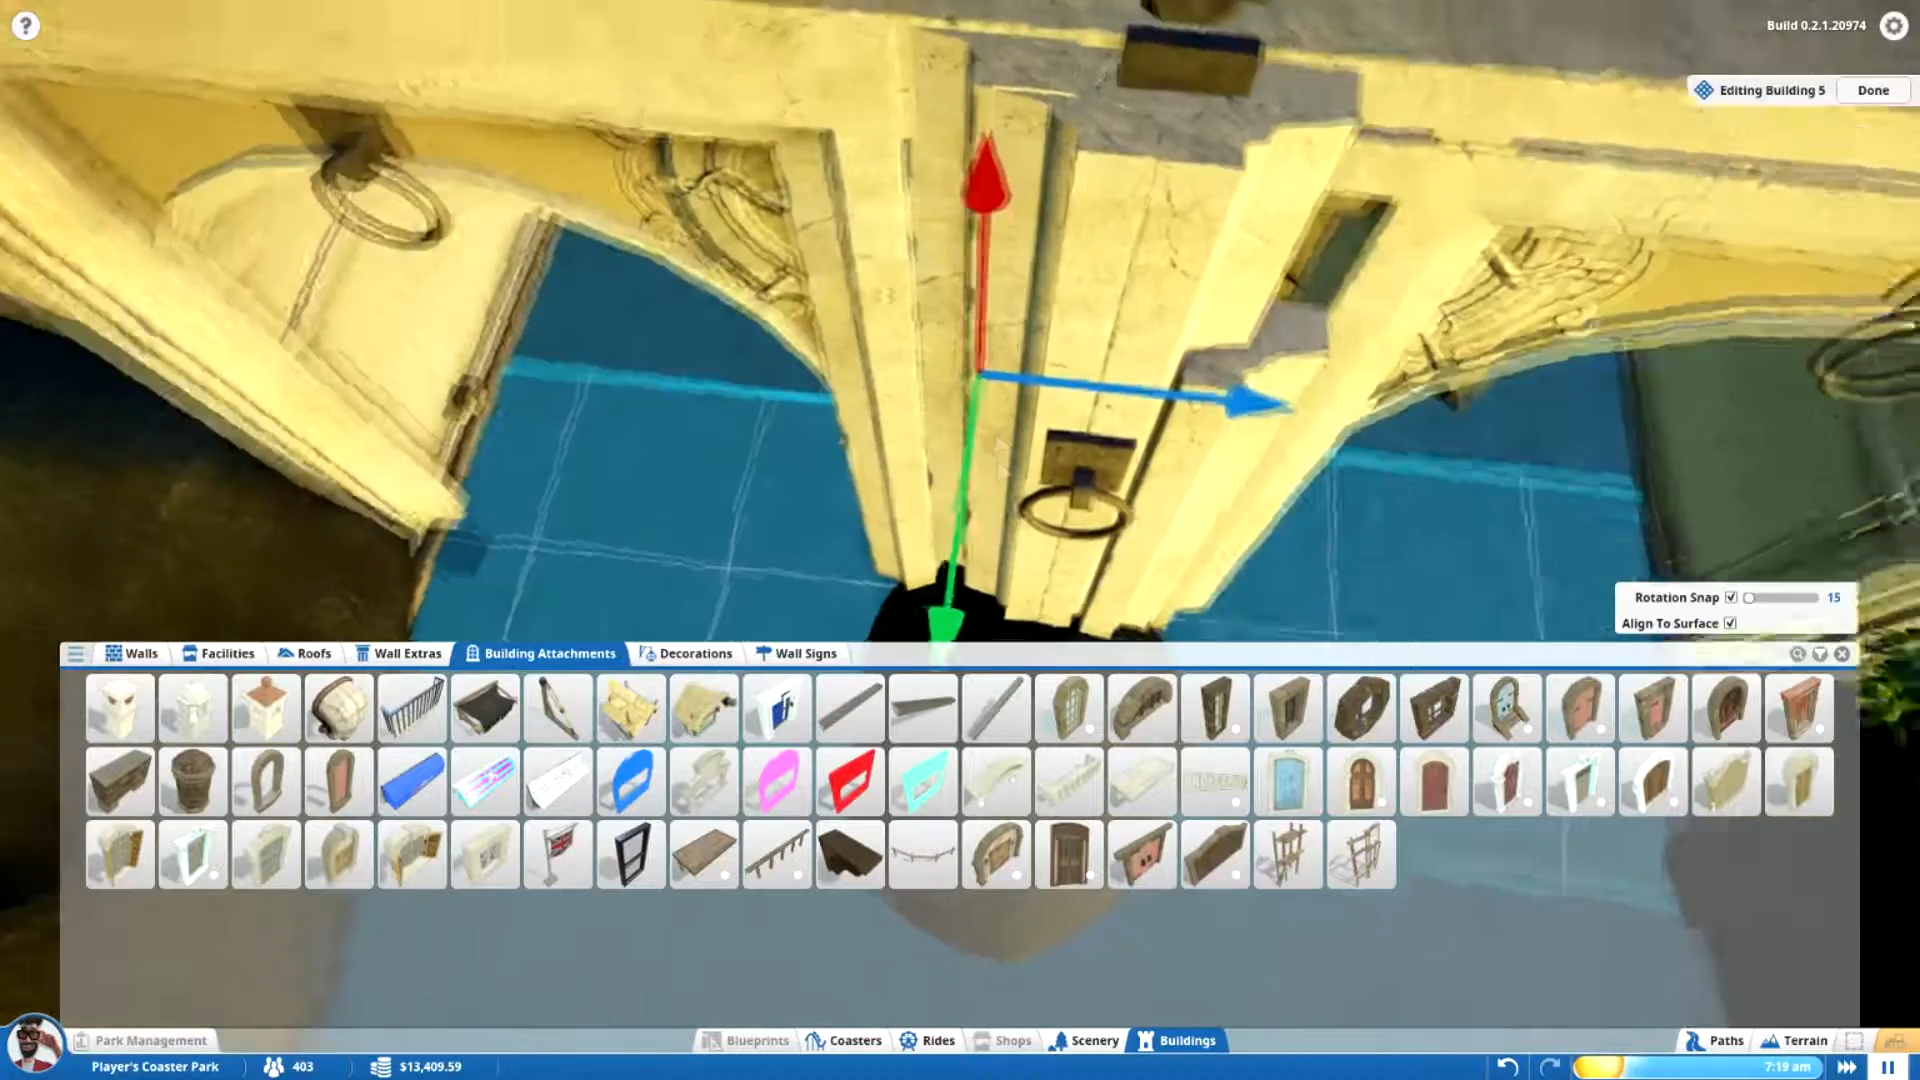 ?
Build 0.2.1.20974
Editing Building 5 Done
Rotation Snap 15
Align To Surface
Walls Facilities Roofs Wall Extras Building Attachments Decorations Wall Signs
Park Management Blueprints Coasters Rides Shops Scenery Buildings Paths Terrain
Player's Coaster Park 403 $13,409.59 7:19 am